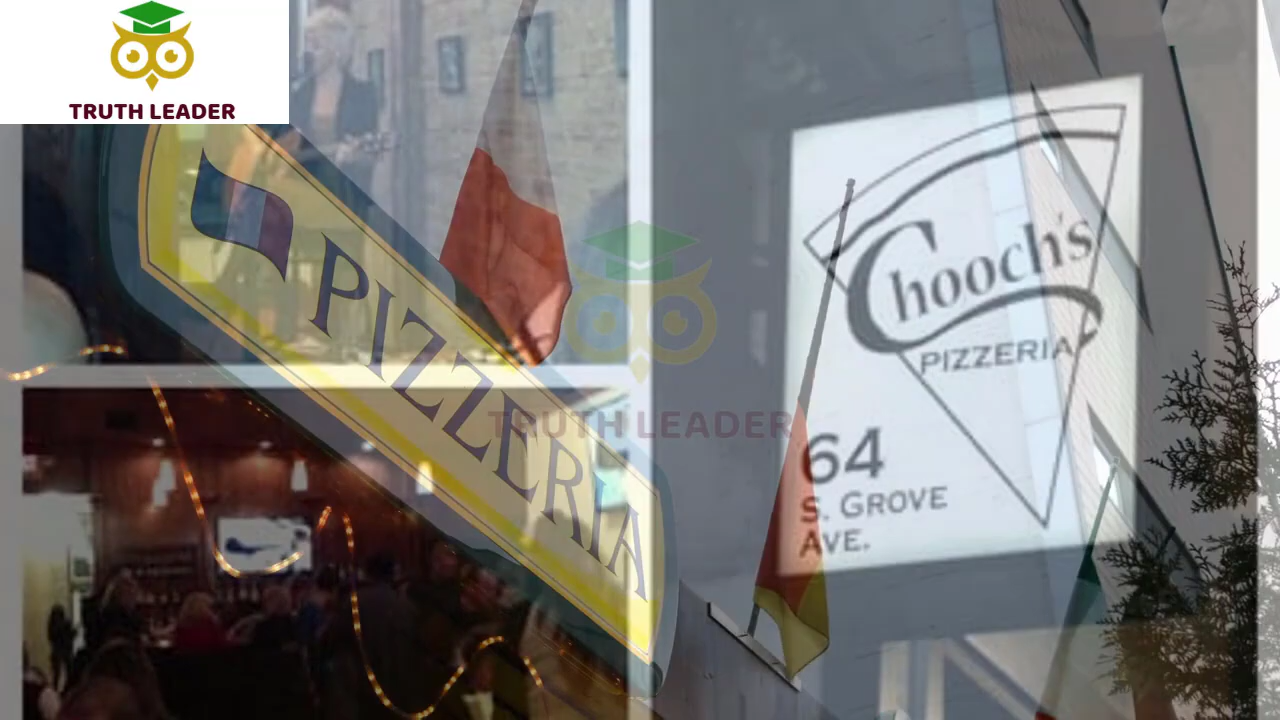 TRUTH LEADER
PIZZERIA
Chooch's
PIZZERIA
TRUTH LEADER
64
S. GROVE
AVE.